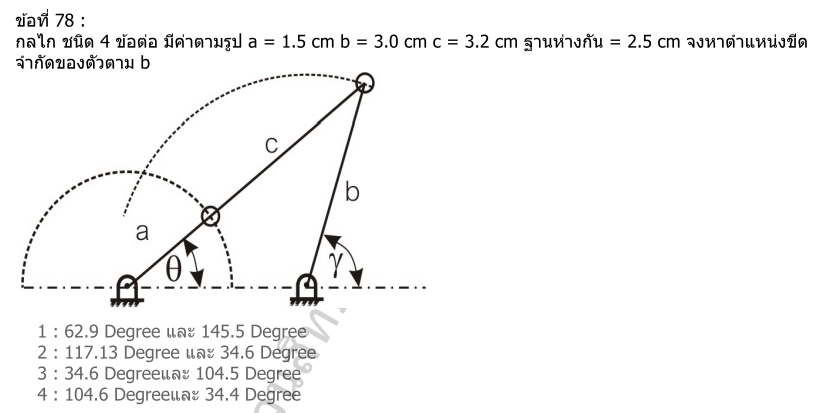 ข้อที่ 78 :
กลไก ชนิด 4 ข้อต่อ มีค่าตามรูป a = 1.5 cm b = 3.0 cm c = 3.2 cm ฐานห่างกัน = 2.5 cm จงหาตำแหน่งขีด
จำกัดของตัวตาม b
c
b
a
θ
γ
1 : 62.9 Degree และ 145.5 Degree
2 : 117.13 Degree และ 34.6 Degree
3 : 34.6 Degreeและ 104.5 Degree
4 : 104.6 Degreeและ 34.4 Degree